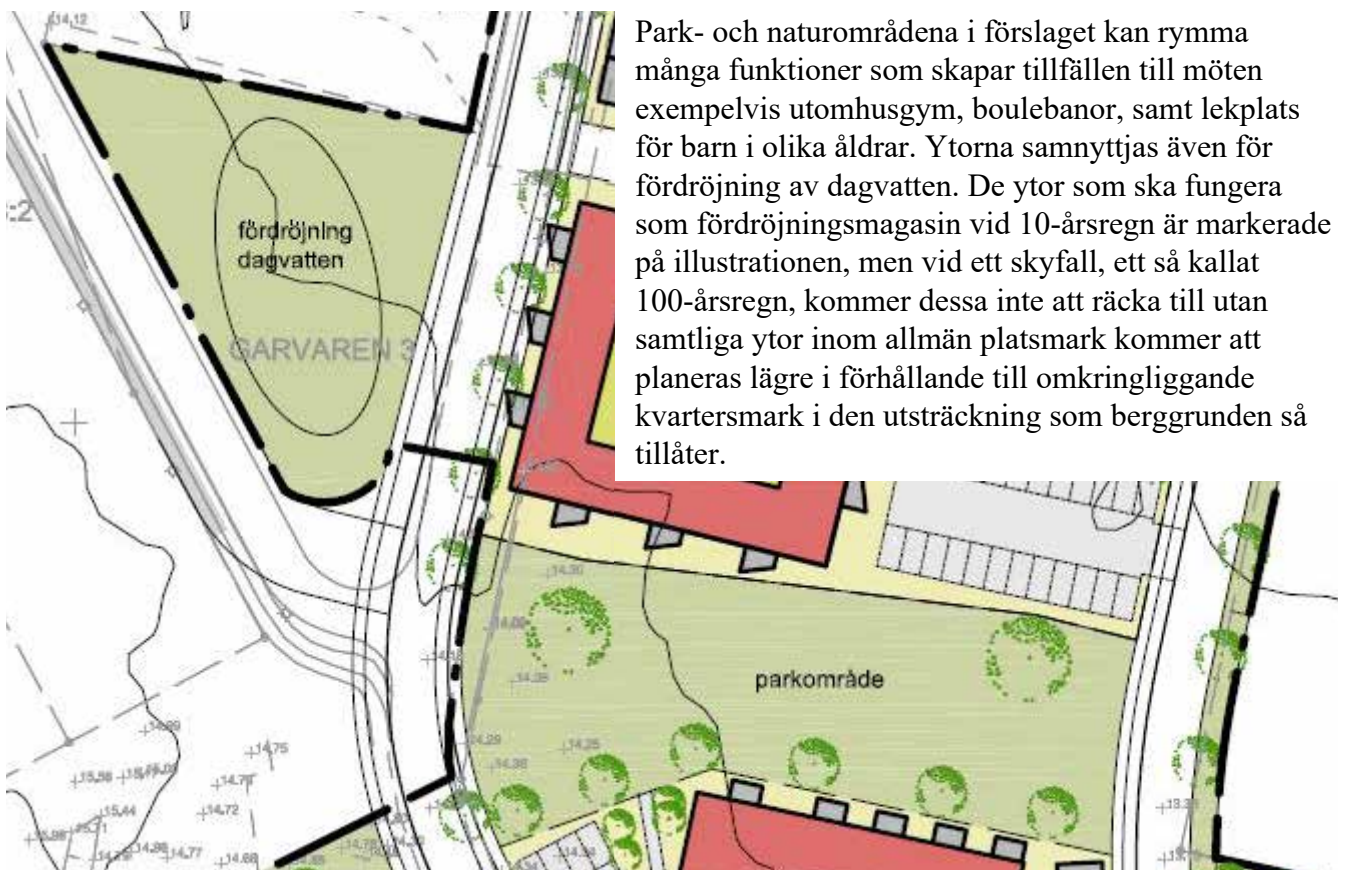 Park- och naturområdena i förslaget kan rymma
många funktioner som skapar tillfällen till möten
exempelvis utomhusgym, boulebanor, samt lekplats
för barn i olika åldrar. Ytorna samnyttjas även för
fördröjning av dagvatten. De ytor som ska fungera
som fördröjningsmagasin vid 10-årsregn är markerade
på illustrationen, men vid ett skyfall, ett så kallat
100-årsregn, kommer dessa inte att räcka till utan
samtliga ytor inom allmän platsmark kommer att
planeras lägre i förhållande till omkringliggande
kvartersmark i den utsträckning som berggrunden så
tillåter.
14,12
:2
fördröjning
dagvatten
GARVAREN 3
14.30
14.09
parkområde
14.29
14.25
14.36
14.75
15.44
14.72
14.77